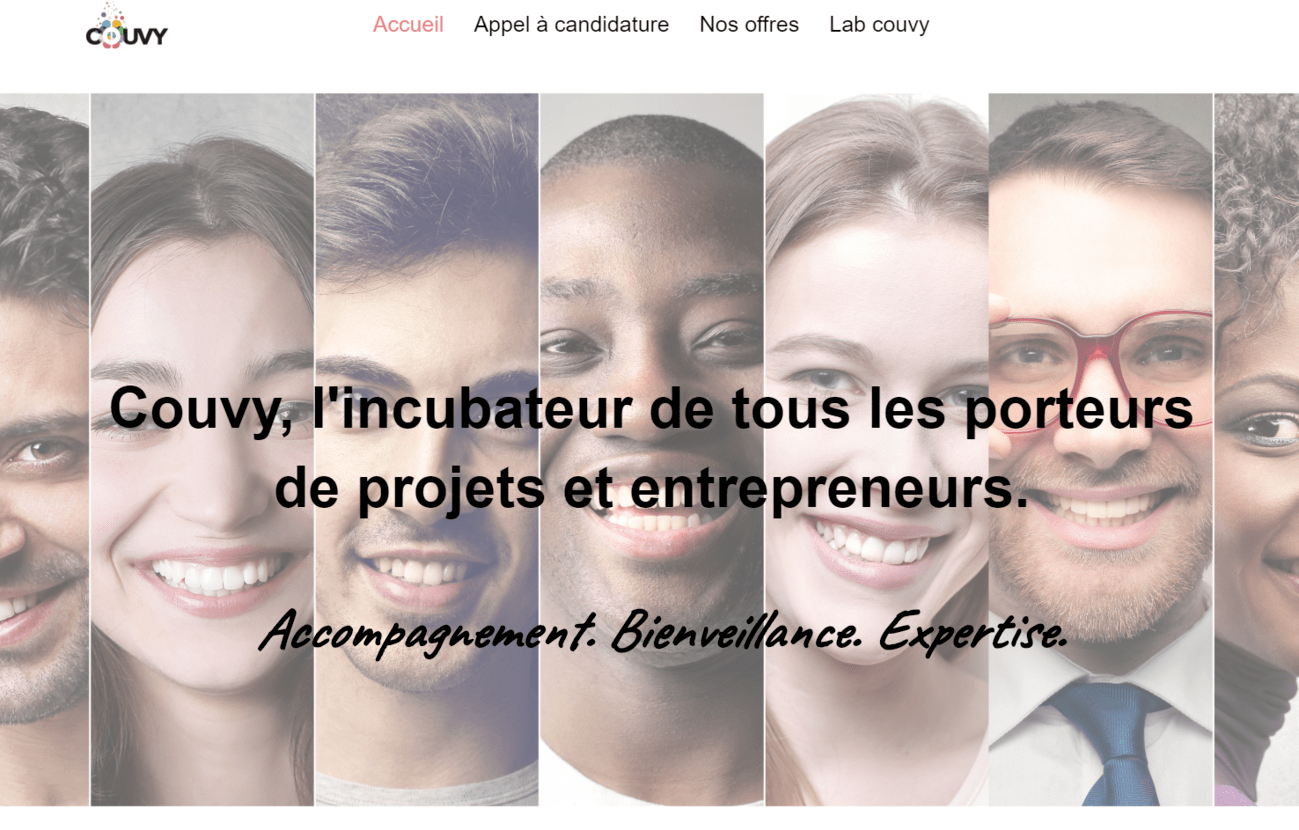 COUVY
Accueil Appel à candidature Nos offres Lab couvy
Couvy, l'incubateur de tous les porteurs
de projets et entrepreneurs.
Accompagnement. Bienveillance. Expertise.